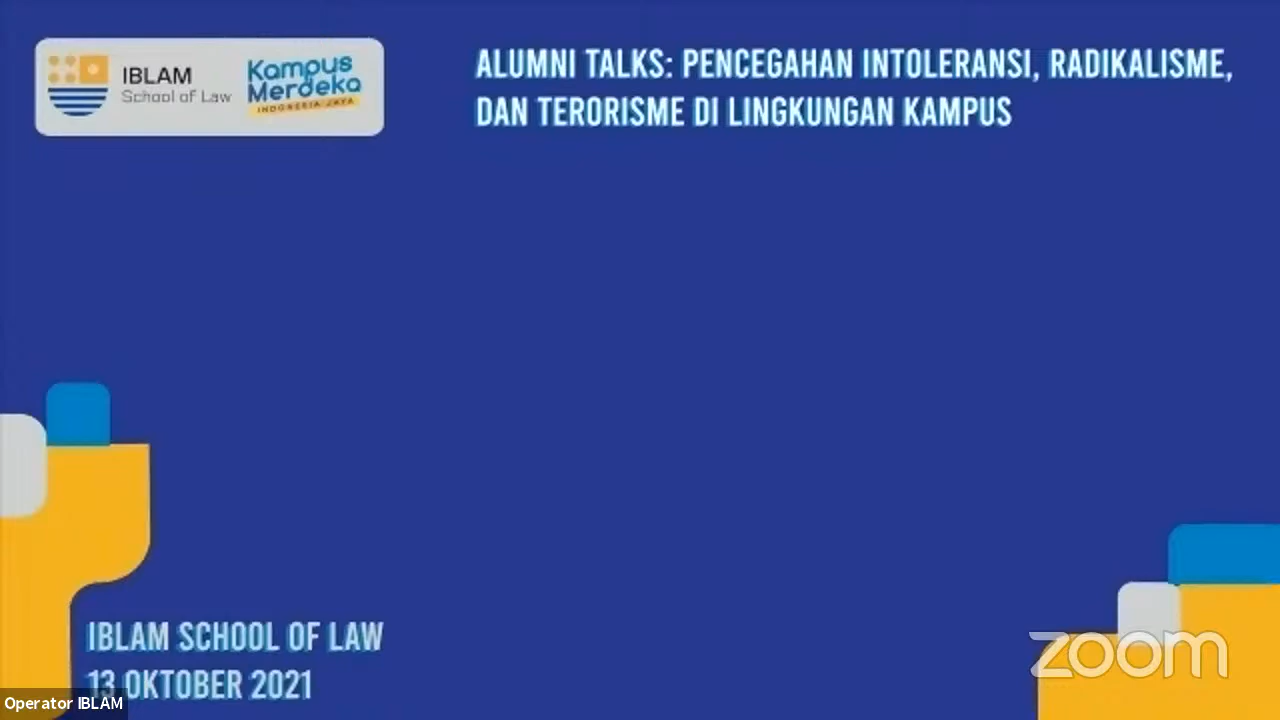 IBLAM
School of Law
Kampus
Merdeka
INDONESIA JAYA
ALUMNI TALKS: PENCEGAHAN INTOLERANSI, RADIKALISME,
DAN TERORISME DI LINGKUNGAN KAMPUS
IBLAM SCHOOL OF LAW
13 OKTOBER 2021
Operator IBLAM
zoom